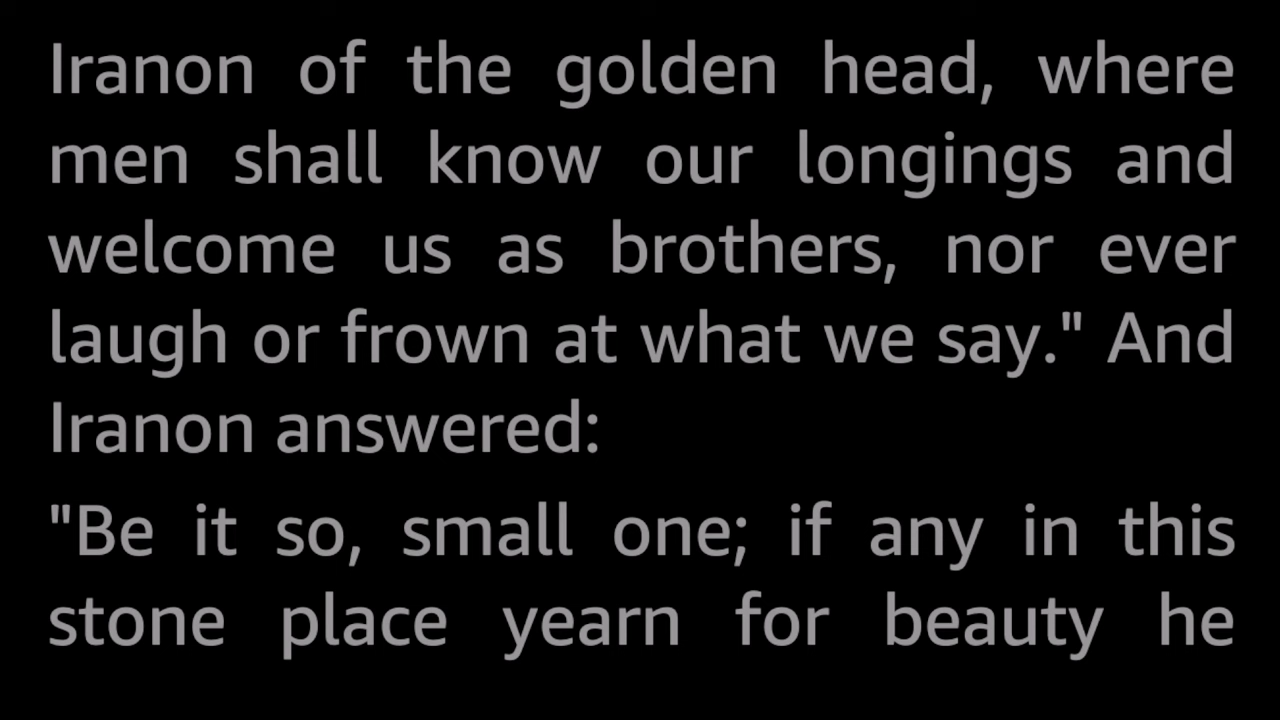 Iranon of the golden head, where
men shall know our longings and
welcome us as brothers, nor ever
laugh or frown at what we say." And
Iranon answered:
"Be it so, small one; if any in this
stone place yearn for beauty he